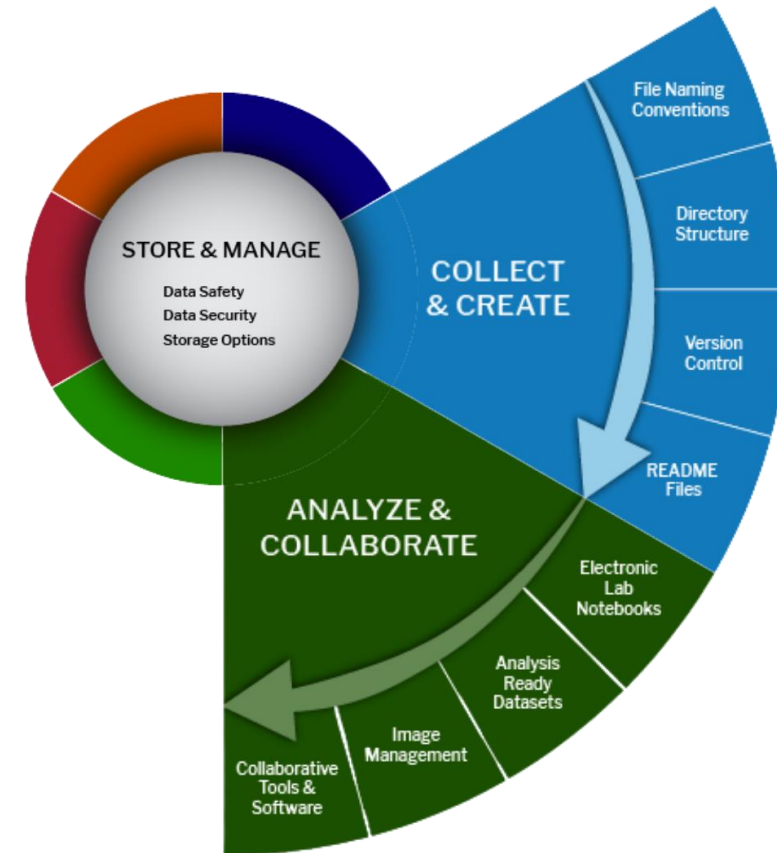 STORE & MANAGE
Data Safety
Data Security
Storage Options
COLLECT
& CREATE
File Naming
Conventions
Directory
Structure
Version
Control
README
Files
ANALYZE &
COLLABORATE
Electronic
Lab
Notebooks
Analysis
Ready
Datasets
Image
Management
Collaborative
Tools &
Software